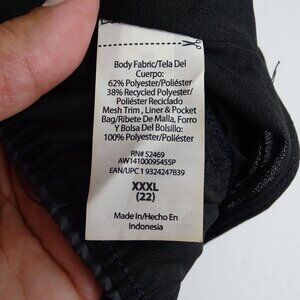 Body Fabric/Tela Del
Cuerpo:
62% Polyester/Poliéster
38% Recycled Polyester/
Poliéster Reciclado
Mesh Trim , Liner & Pocket
Bag/Ribete De Malla, Forro
Y Bolsa Del Bolsillo:
100% Polyester/Poliéster
RN# 52469
AW14100095455P
EAN/UPC 1 9324247839
XXXL
(22)
Made In/Hecho En
Indonesia